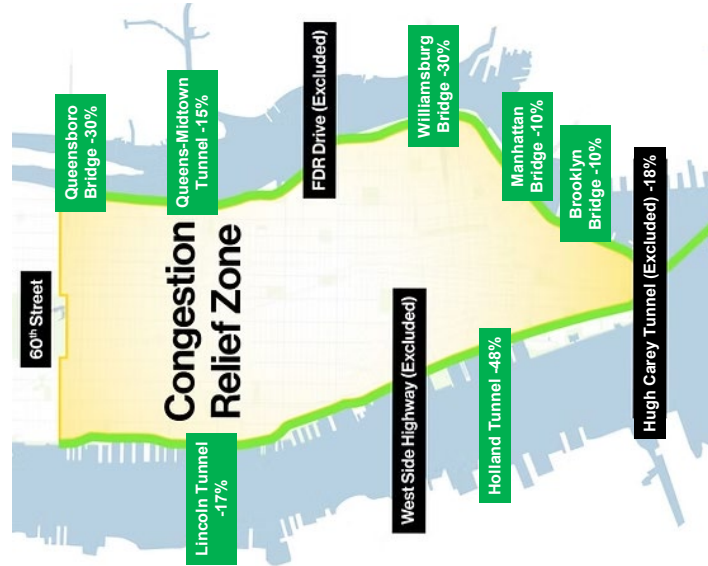 60th Street
Queensboro
Bridge -30%
Queens-Midtown
Tunnel -15%
Congestion
Relief Zone
Lincoln Tunnel
-17%
FDR Drive (Excluded)
West Side Highway (Excluded)
Williamsburg
Bridge -30%
Holland Tunnel -48%
Manhattan
Bridge -10%
Brooklyn
Bridge -10%
Hugh Carey Tunnel (Excluded) -18%